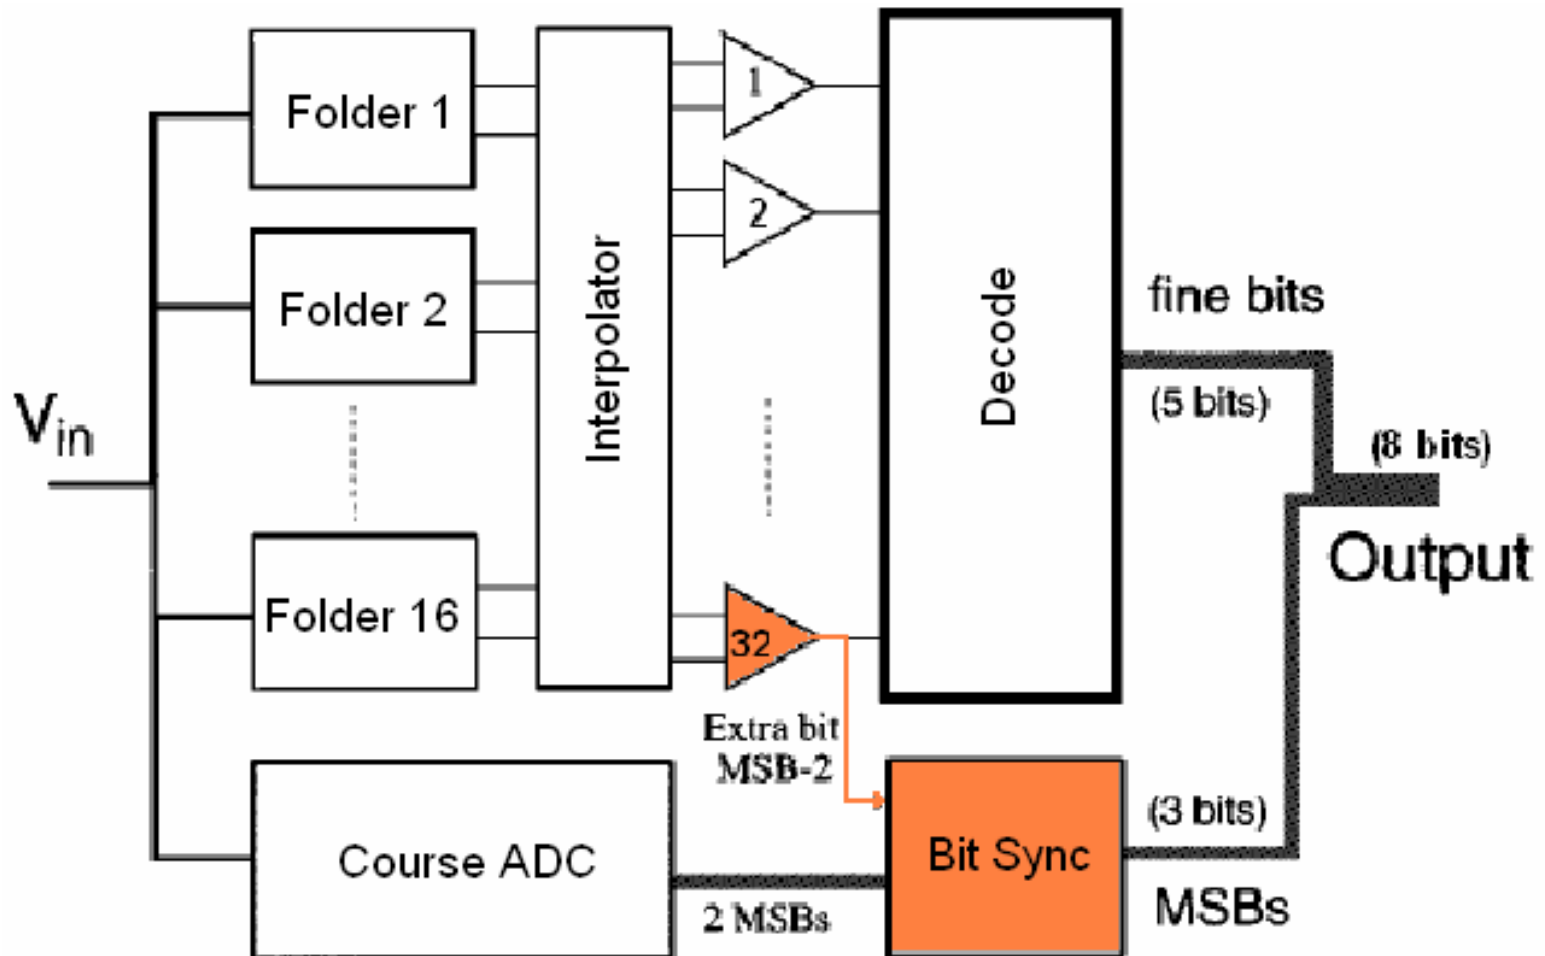 Folder 1
Folder 2
Folder 16
V_in
Interpolator
1
2
32
Decode
fine bits
(5 bits)
(8 bits)
Output
Extra bit
MSB-2
Course ADC
2 MSBs
Bit Sync
(3 bits)
MSBs